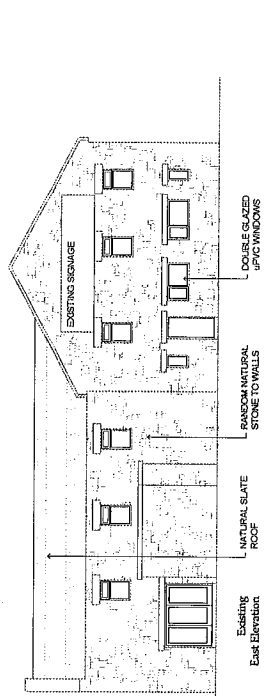 EXISTING SIGNAGE
NATURAL SLATE
ROOF
RANDOM NATURAL
STONE TO WALLS
DOUBLE GLAZED
uPVC WINDOWS
Existing
East Elevation